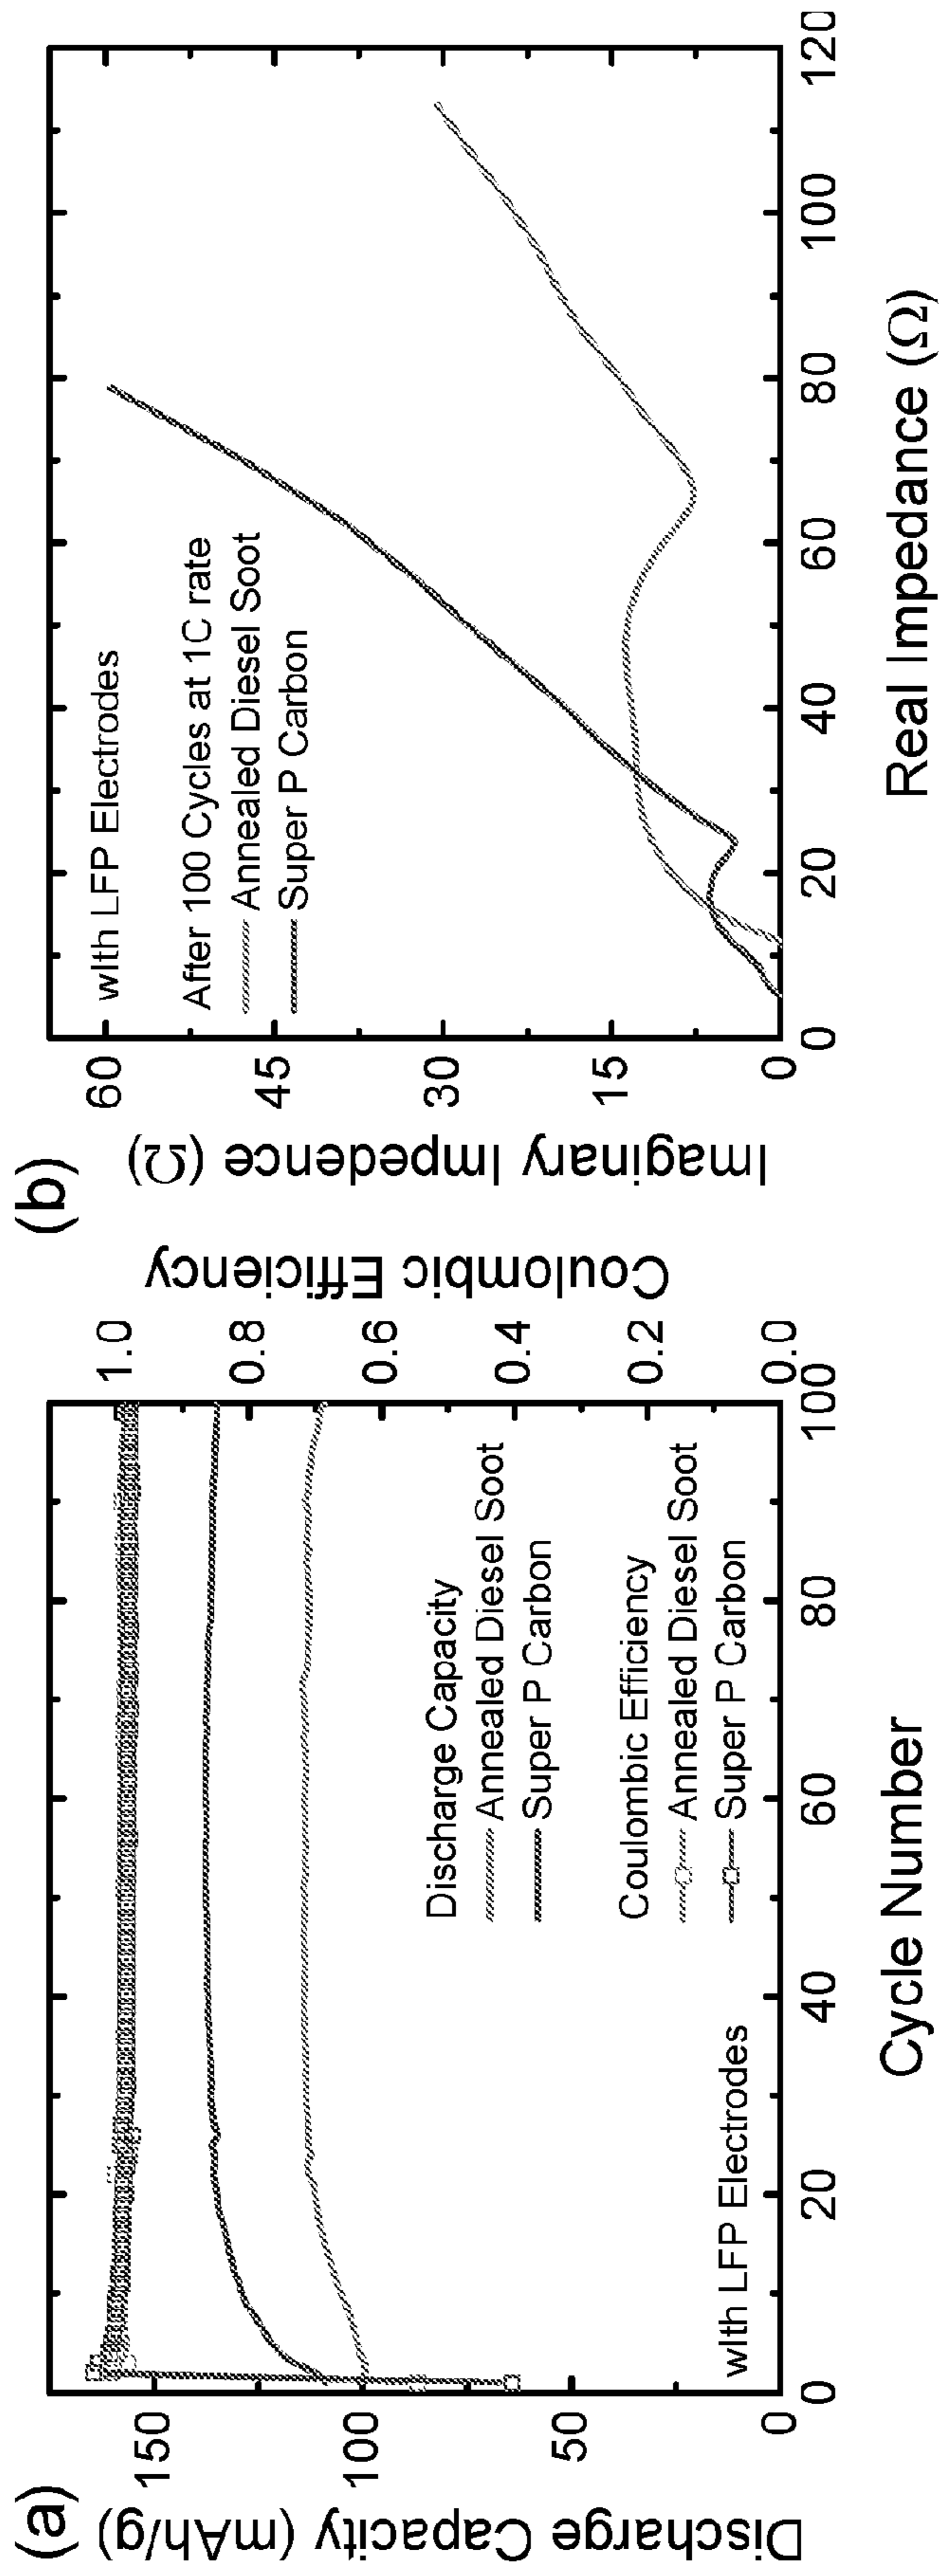 (a)
Discharge Capacity (mAh/g)
150
100
50
0
0
20
40
60
80
100
Cycle Number
1.0
0.8
0.6
0.4
0.2
0.0
Coulombic Efficiency
Discharge Capacity
Annealed Diesel Soot
Super P Carbon
Coulombic Efficiency
Annealed Diesel Soot
Super P Carbon
with LFP Electrodes
(b)
Imaginary Impedence (Ω)
60
45
30
15
0
0
20
40
60
80
100
120
Real Impedance (Ω)
with LFP Electrodes
After 100 Cycles at 1C rate
Annealed Diesel Soot
Super P Carbon